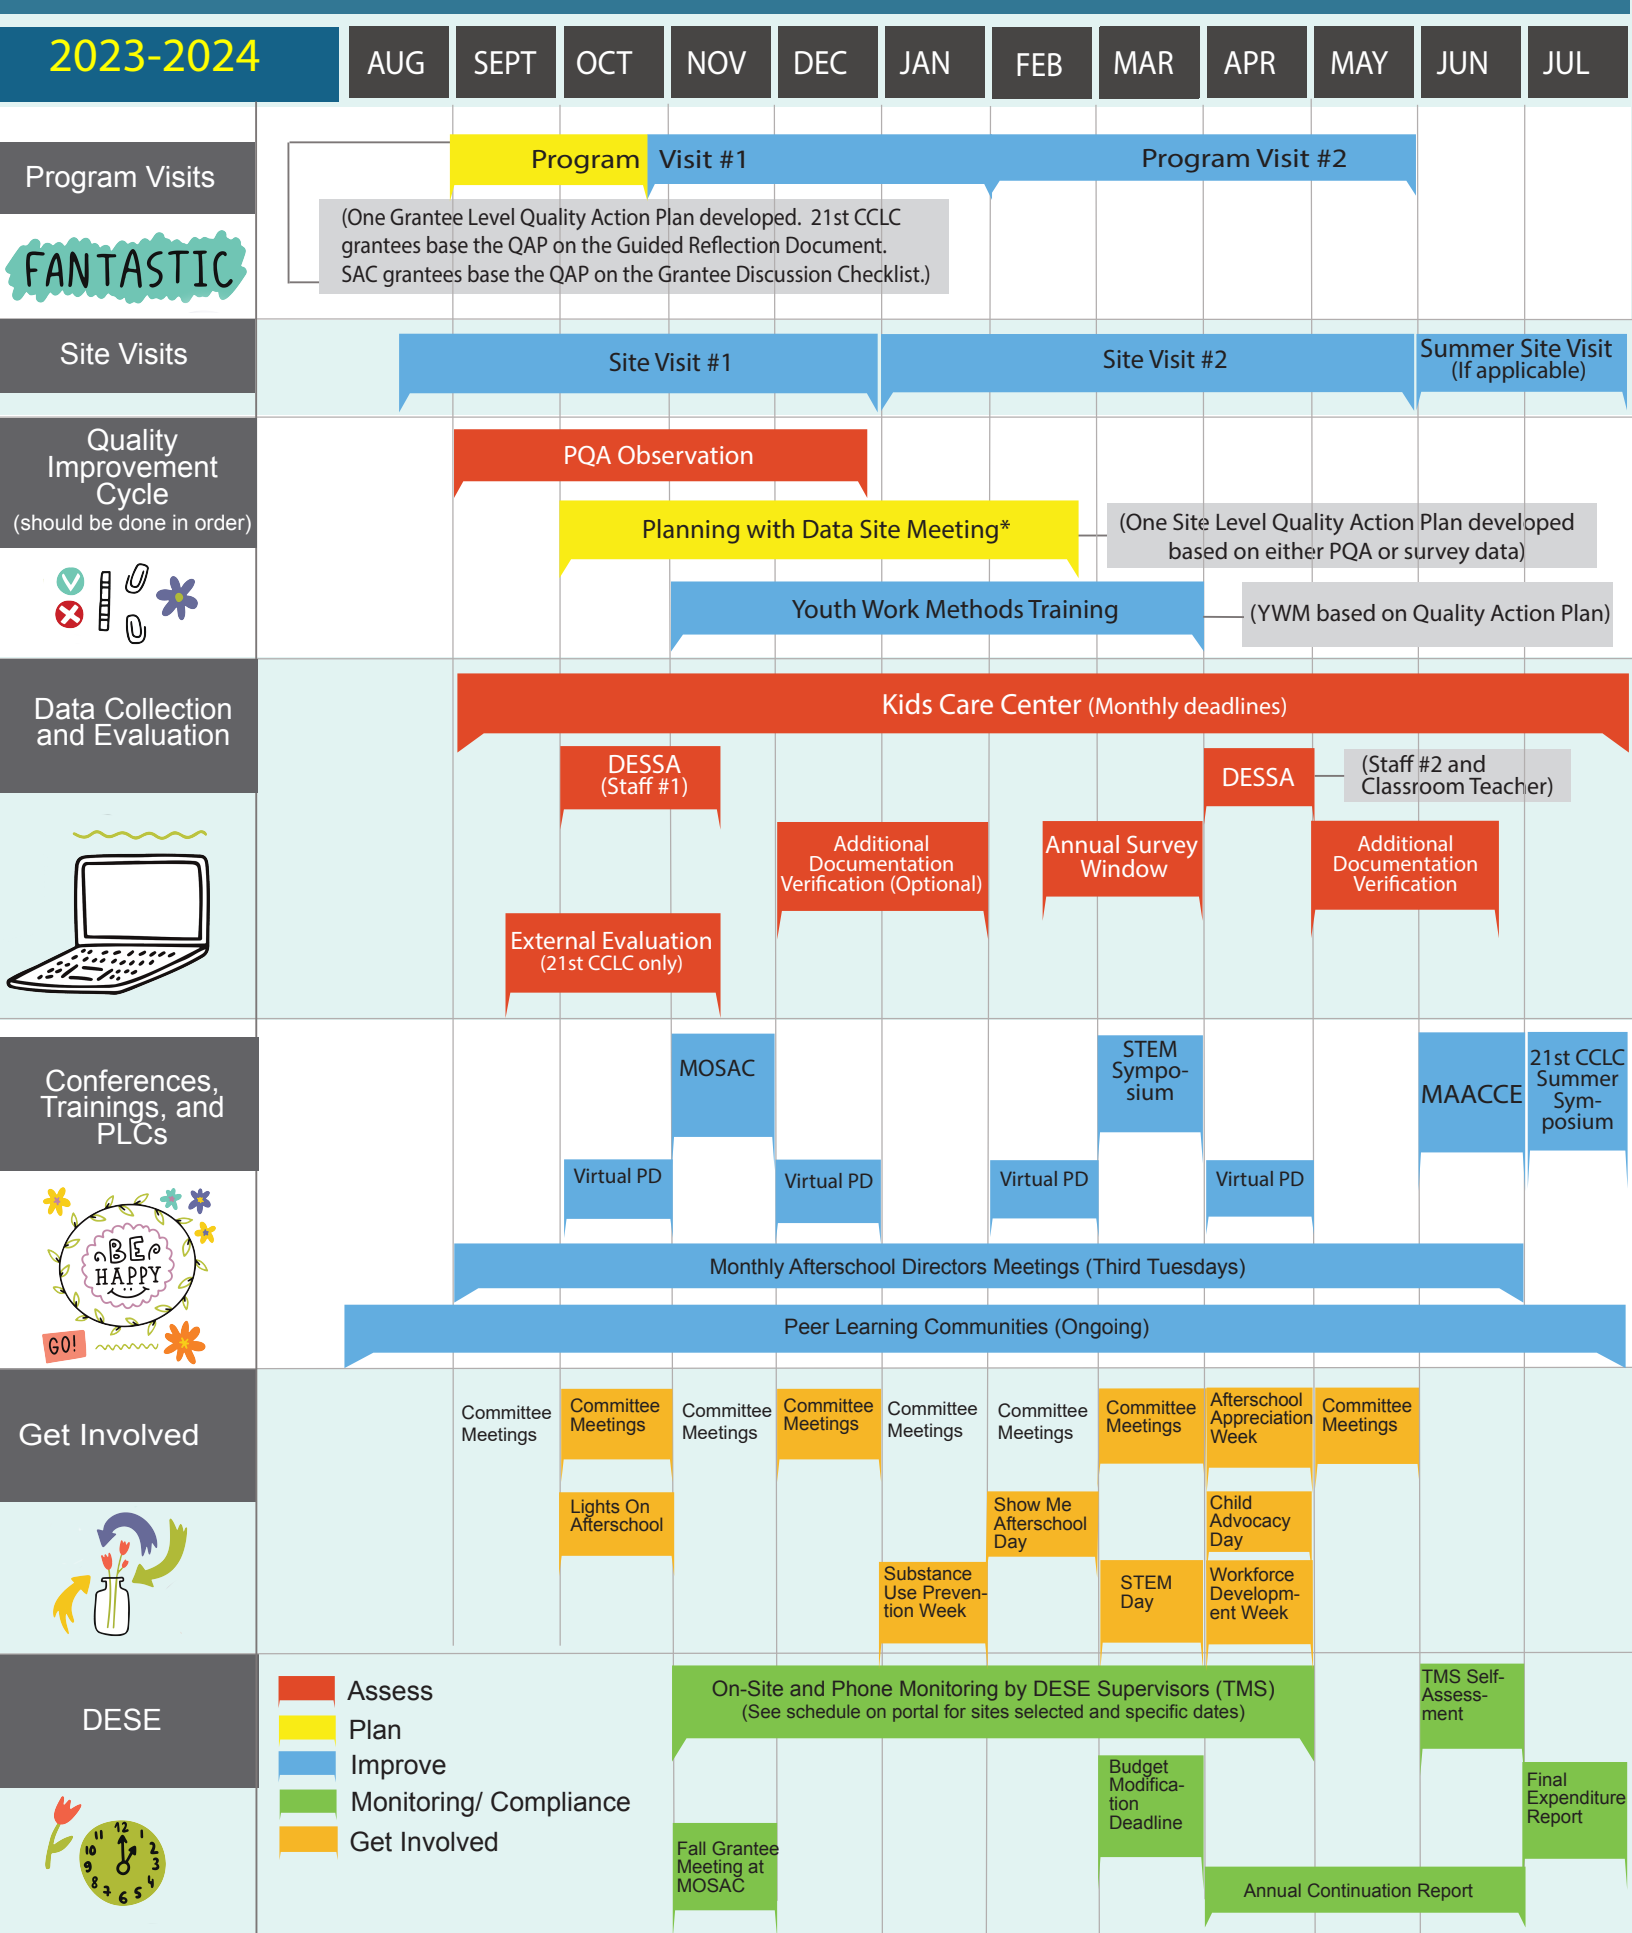 2023-2024
AUG
SEPT
OCT
NOV
DEC
JAN
FEB
MAR
APR
MAY
JUN
JUL
Program Visits
Program Visit #1
Program Visit #2
(One Grantee Level Quality Action Plan developed. 21st CCLC
grantees base the QAP on the Guided Reflection Document.
SAC grantees base the QAP on the Grantee Discussion Checklist.)
FANTASTIC
Site Visits
Site Visit #1
Site Visit #2
Summer Site Visit
(If applicable)
Quality
Improvement
Cycle
(should be done in order)
PQA Observation
Planning with Data Site Meeting*
(One Site Level Quality Action Plan developed
based on either PQA or survey data)
Youth Work Methods Training
(YWM based on Quality Action Plan)
Data Collection
and Evaluation
Kids Care Center (Monthly deadlines)
DESSA
(Staff #1)
DESSA
(Staff #2 and
Classroom Teacher)
Additional
Documentation
Verification (Optional)
Annual Survey
Window
Additional
Documentation
Verification
External Evaluation
(21st CCLC only)
Conferences,
Trainings, and
PLCs
MOSAC
STEM
Sympo-
sium
MAACCE
21st CCLC
Summer
Sym-
posium
Virtual PD
Virtual PD
Virtual PD
Virtual PD
BE
HAPPY
GO!
Monthly Afterschool Directors Meetings (Third Tuesdays)
Peer Learning Communities (Ongoing)
Get Involved
Committee
Meetings
Committee
Meetings
Committee
Meetings
Committee
Meetings
Committee
Meetings
Committee
Meetings
Committee
Meetings
Afterschool
Appreciation
Week
Committee
Meetings
Lights On
Afterschool
Show Me
Afterschool
Day
Child
Advocacy
Day
Substance
Use Preven-
tion Week
STEM
Day
Workforce
Developm-
ent Week
DESE
Assess
Plan
Improve
Monitoring/ Compliance
Get Involved
On-Site and Phone Monitoring by DESE Supervisors (TMS)
(See schedule on portal for sites selected and specific dates)
TMS Self-
Assess-
ment
Budget
Modifica-
tion
Deadline
Final
Expenditure
Report
Fall Grantee
Meeting at
MOSAC
Annual Continuation Report
12
1
2
3
4
5
6
7
8
9
10
11